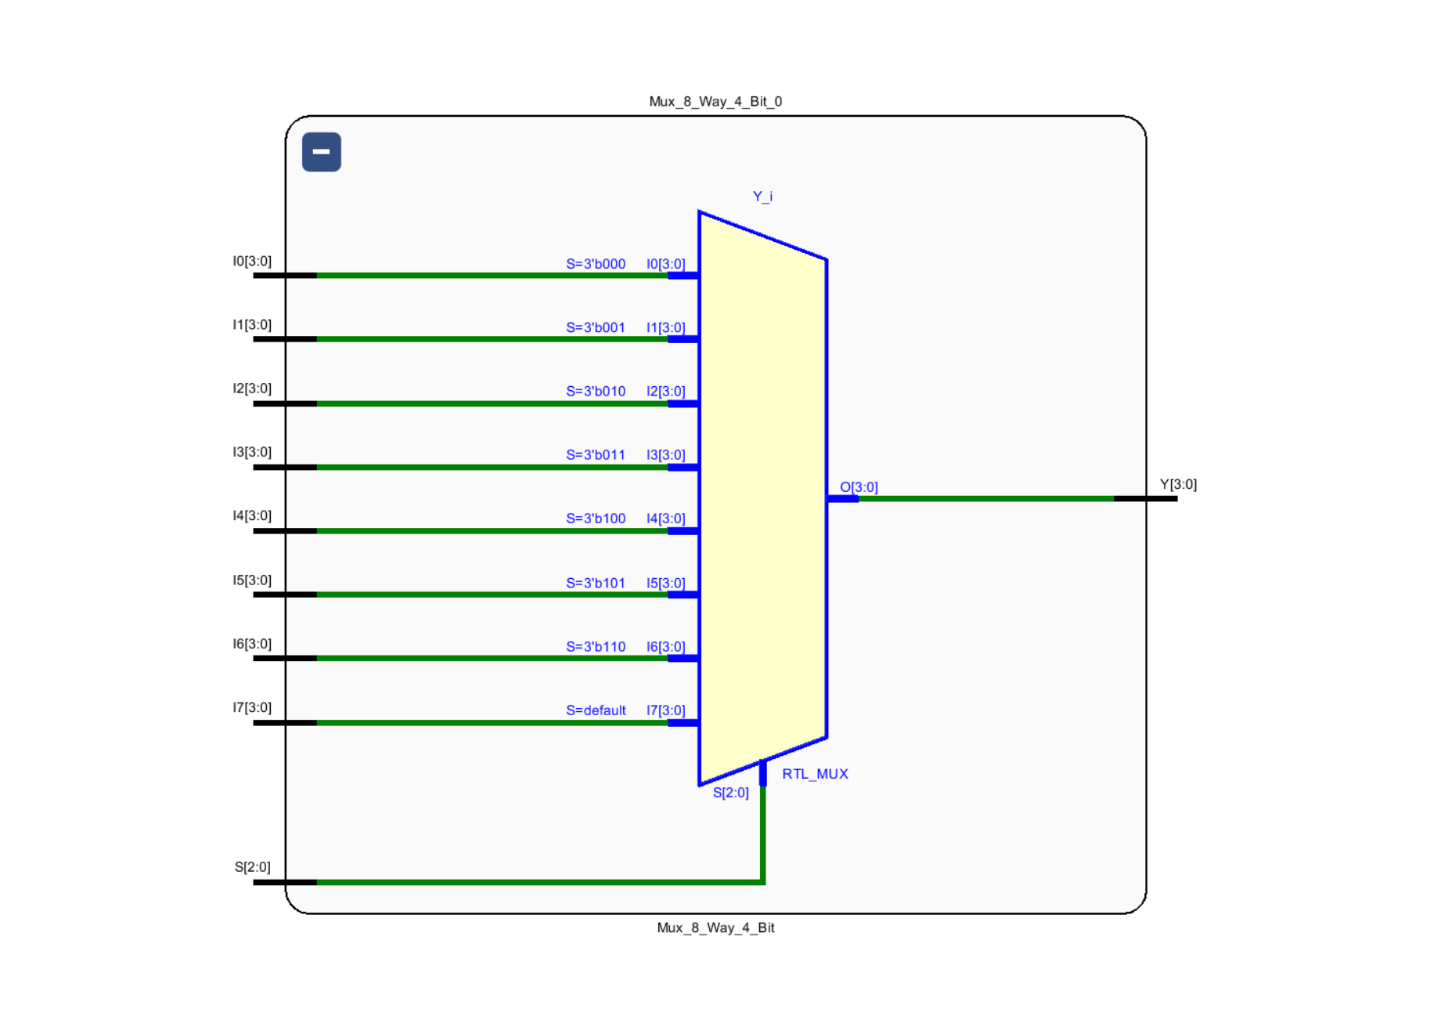 Mux_8_Way_4_Bit_0
Y_i
I0[3:0] S=3'b000 I0[3:0]
I1[3:0] S=3'b001 I1[3:0]
I2[3:0] S=3'b010 I2[3:0]
I3[3:0] S=3'b011 I3[3:0]
O[3:0] Y[3:0]
I4[3:0] S=3'b100 I4[3:0]
I5[3:0] S=3'b101 I5[3:0]
I6[3:0] S=3'b110 I6[3:0]
I7[3:0] S=default I7[3:0]
RTL_MUX
S[2:0]
S[2:0]
Mux_8_Way_4_Bit